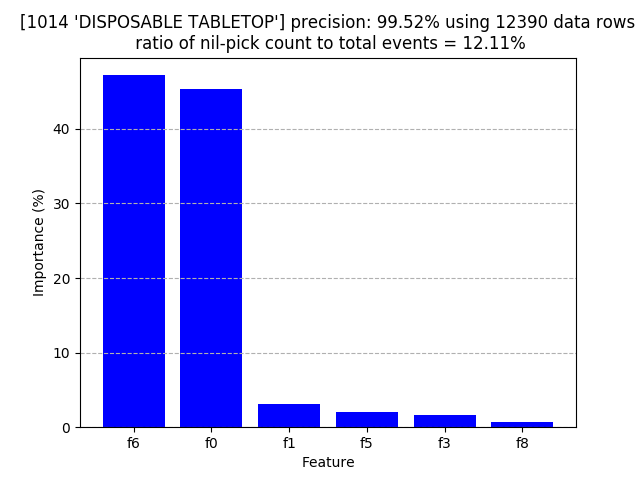 [1014 'DISPOSABLE TABLETOP'] precision: 99.52% using 12390 data rows
ratio of nil-pick count to total events = 12.11%
Importance (%)
40
30
20
10
0
f6 f0 f1 f5 f3 f8
Feature